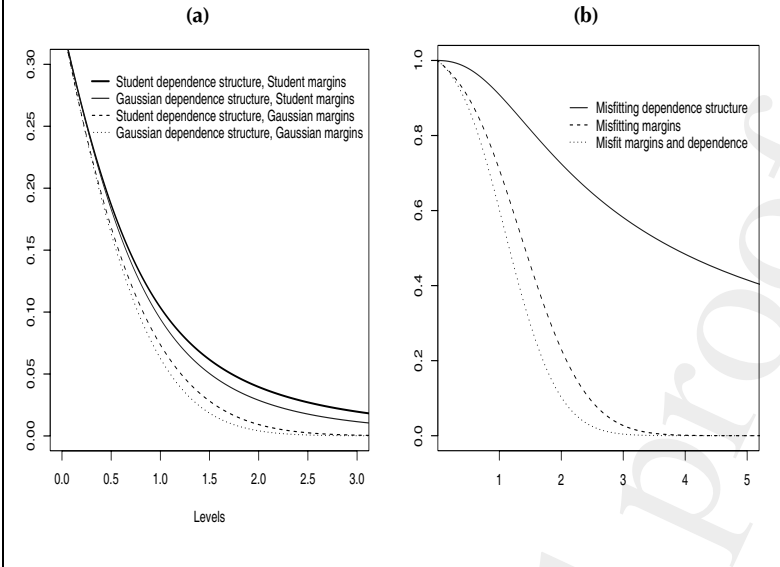 (a)
(b)
0.30
0.25
0.20
0.15
0.10
0.05
0.00
Student dependence structure, Student margins
Gaussian dependence structure, Student margins
Student dependence structure, Gaussian margins
Gaussian dependence structure, Gaussian margins
0.0 0.5 1.0 1.5 2.0 2.5 3.0
Levels
1.0
0.8
0.6
0.4
0.2
0.0
Misfitting dependence structure
Misfitting margins
Misfit margins and dependence
1 2 3 4 5
proof